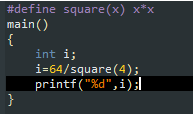 #define square(x) x*x
main()
{
int i;
i=64/square(4);
printf("%d",i);
}